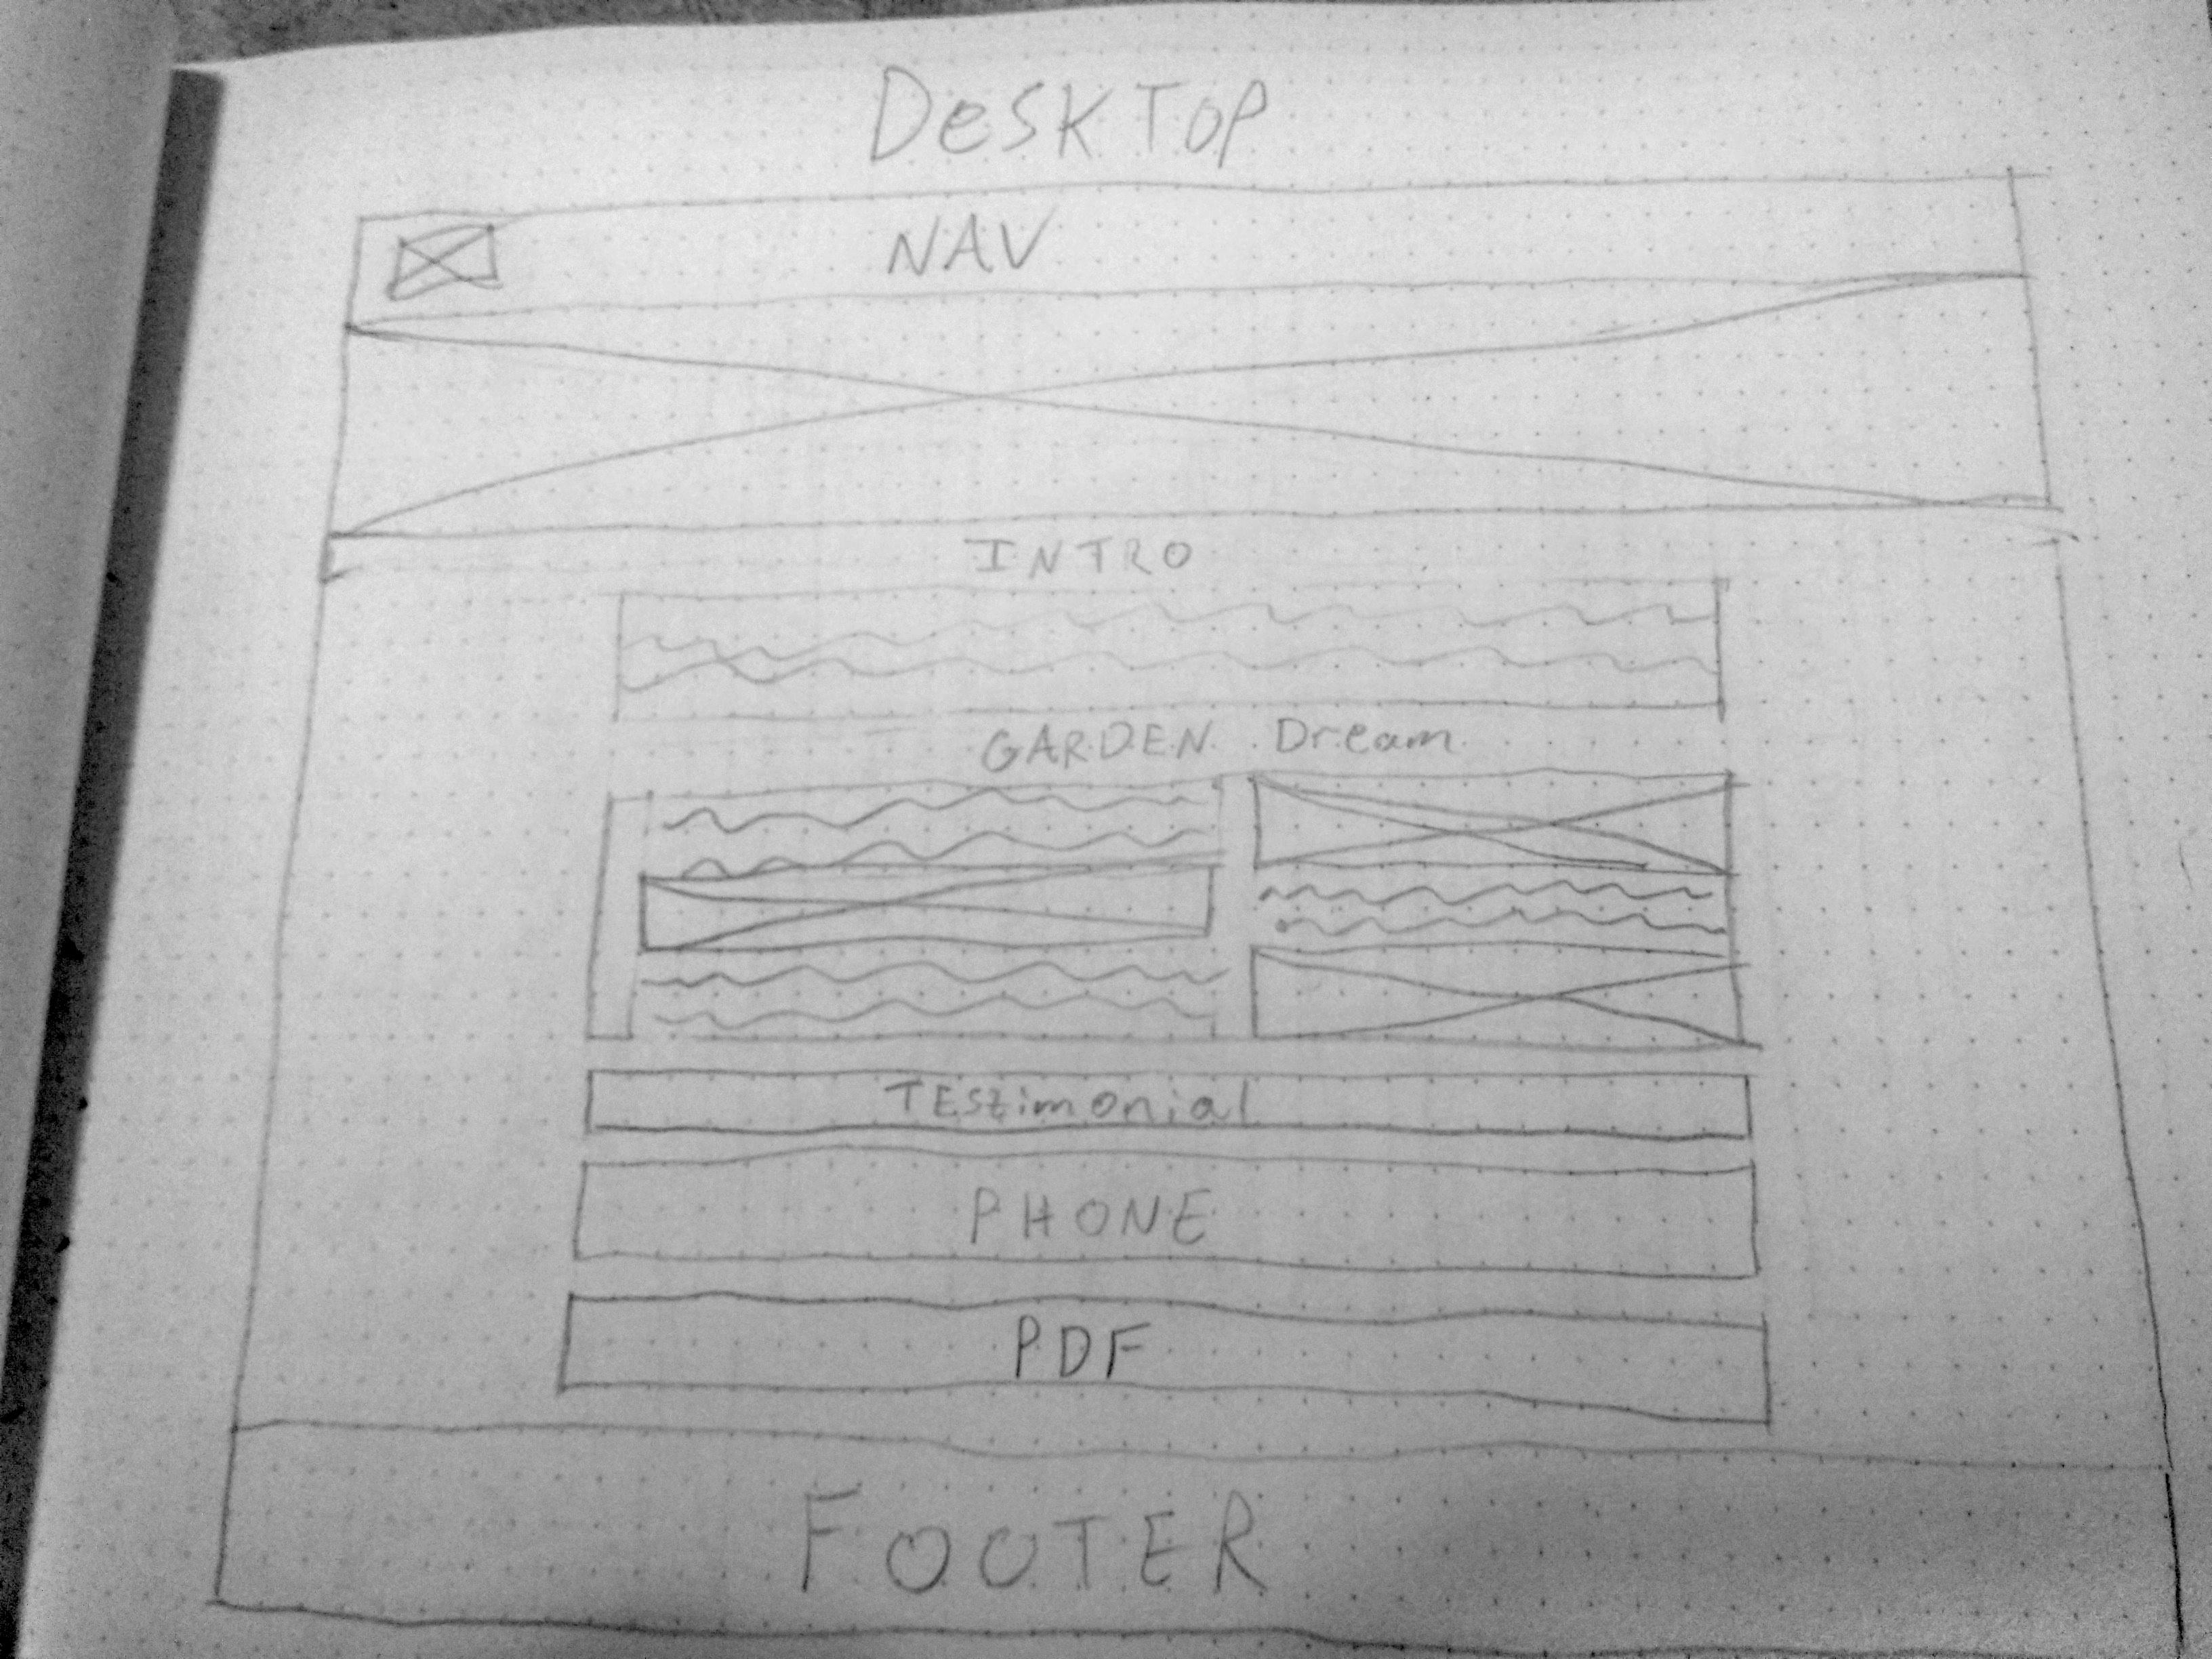 DesKTOP
NAV
INTRO
GARDEN Dream
TEstimonial
PHONE
PDF
FOOTER